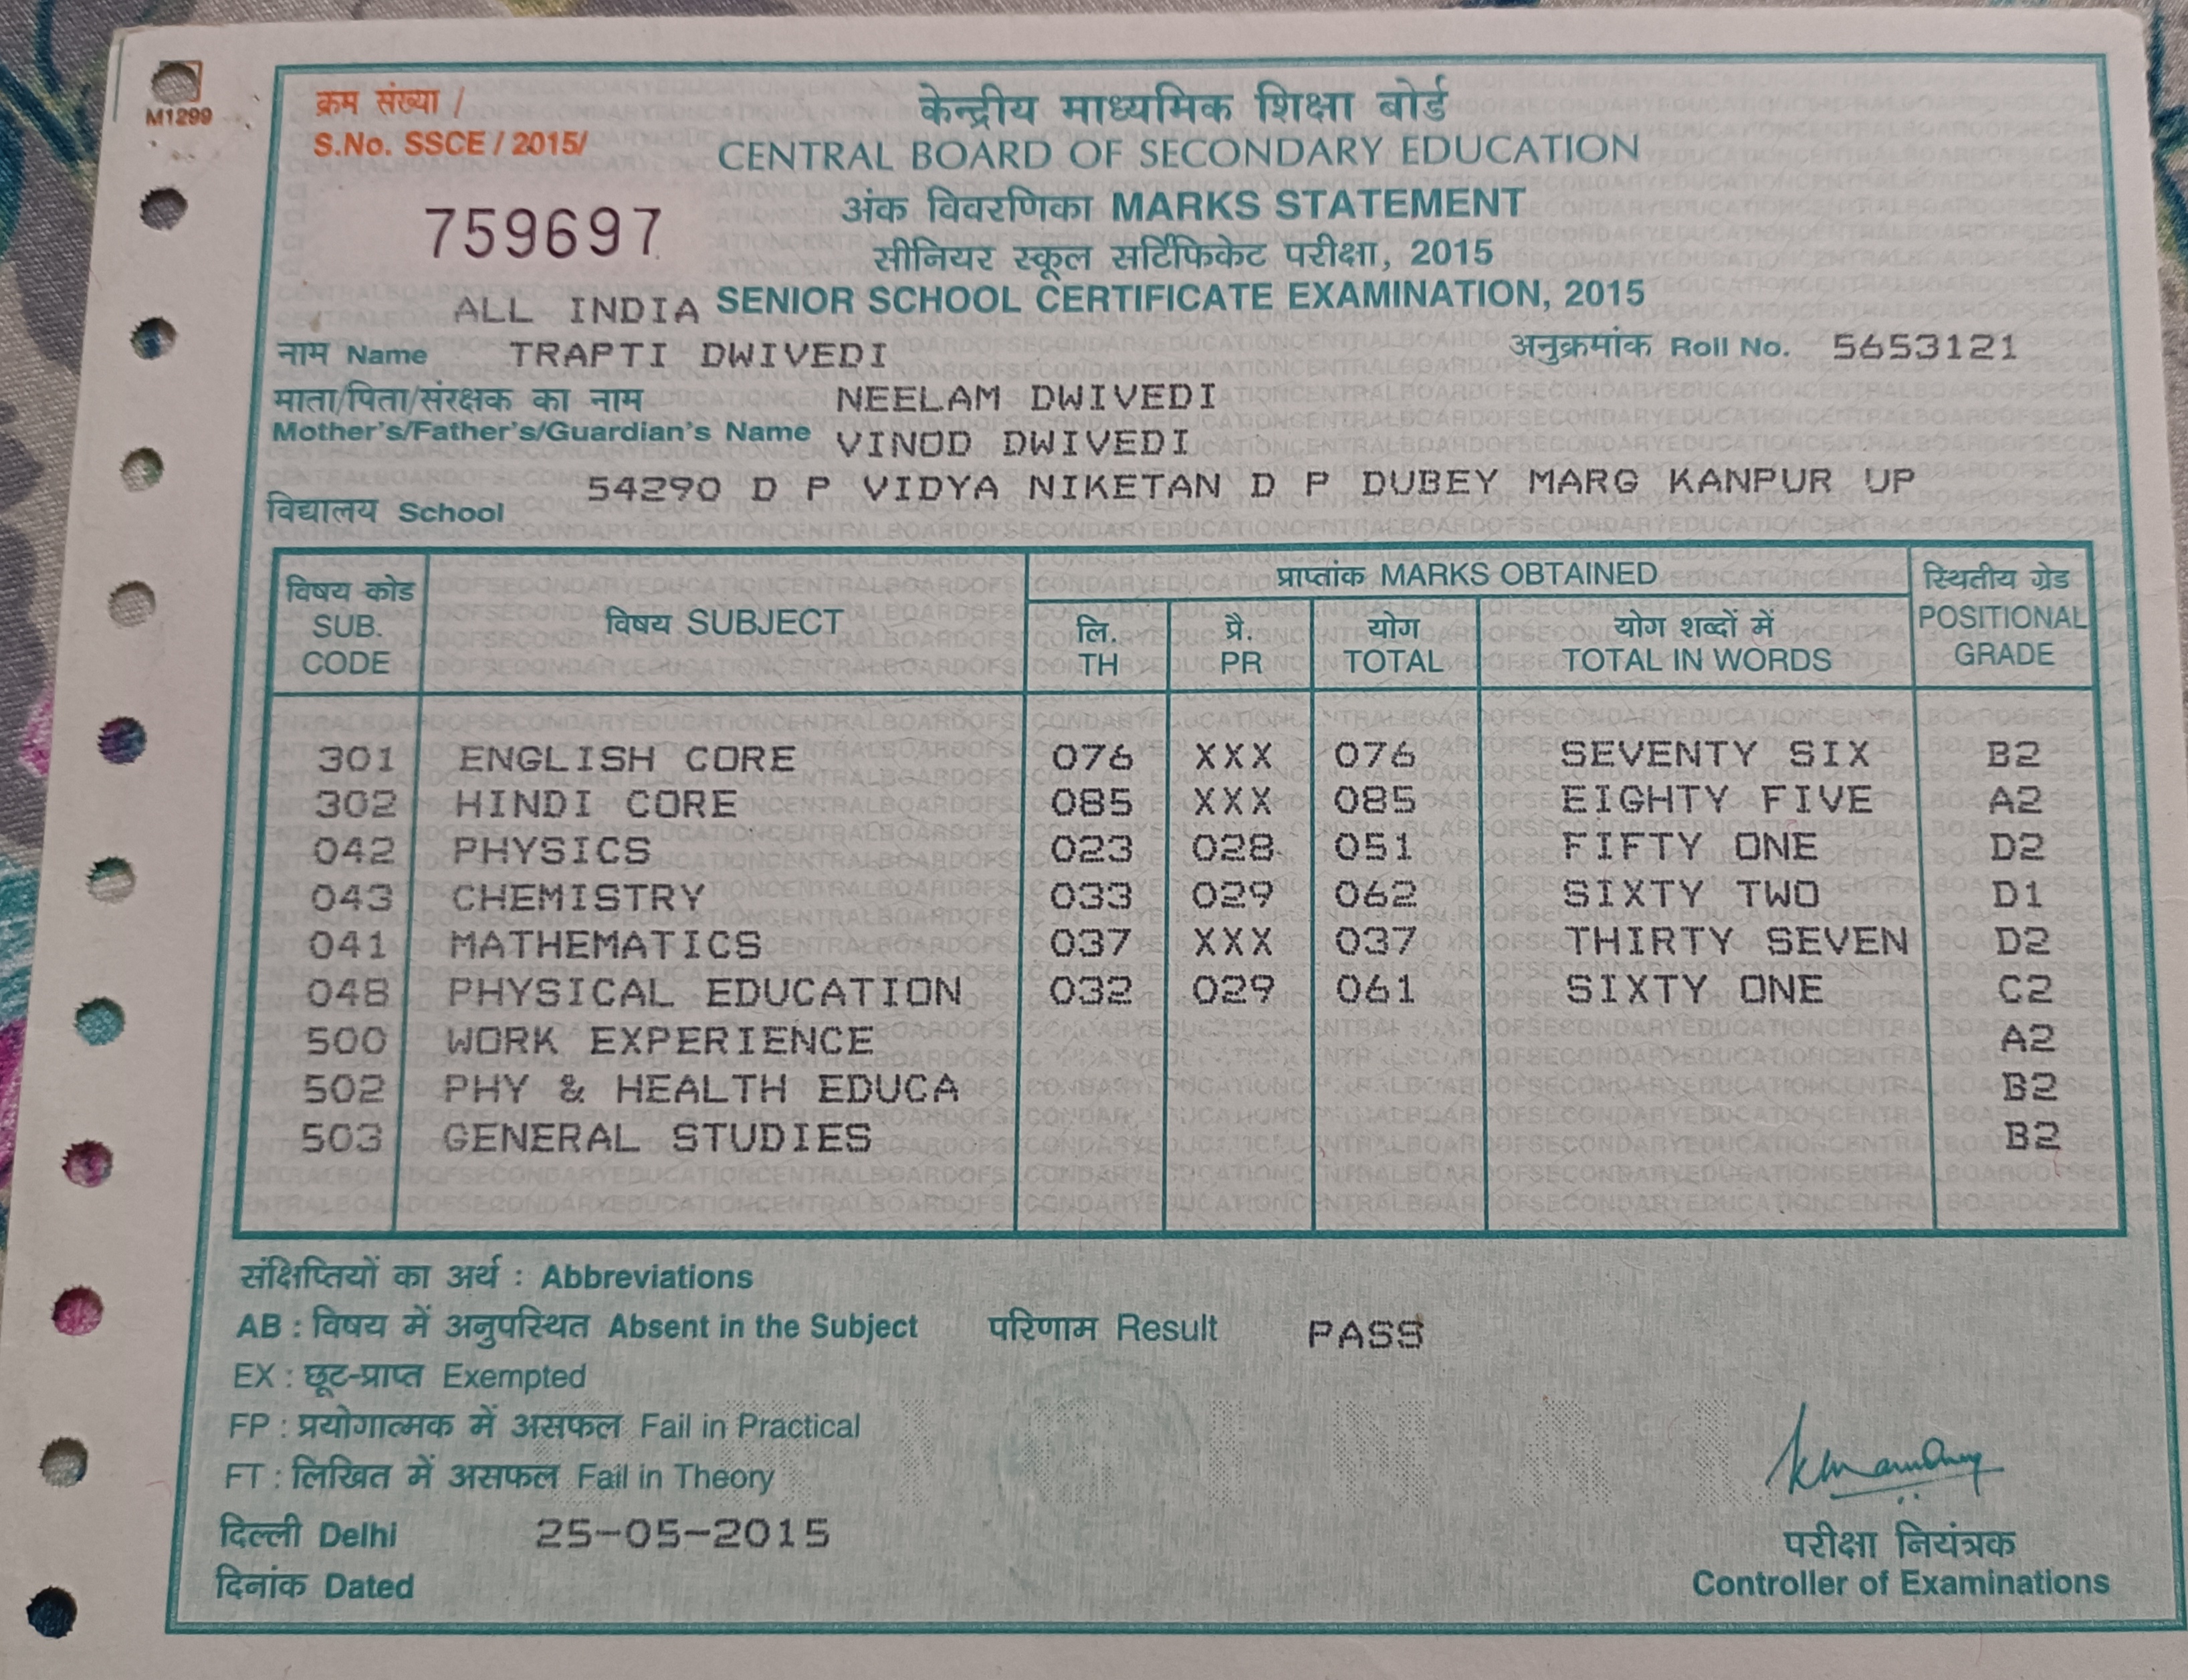 M1299
क्रम संख्या /
S.No. SSCE / 2015/
759697
केन्द्रीय माध्यमिक शिक्षा बोर्ड
CENTRAL BOARD OF SECONDARY EDUCATION
अंक विवरणिका MARKS STATEMENT
सीनियर स्कूल सर्टिफिकेट परीक्षा, 2015
ALL INDIA SENIOR SCHOOL CERTIFICATE EXAMINATION, 2015
नाम Name TRAPTI DWIVEDI अनुक्रमांक Roll No. 5653121
माता/पिता/संरक्षक का नाम NEELAM DWIVEDI
Mother's/Father's/Guardian's Name VINOD DWIVEDI
विद्यालय School 54290 D P VIDYA NIKETAN D P DUBEY MARG KANPUR UP
विषय कोड SUB. CODE विषय SUBJECT प्राप्तांक MARKS OBTAINED स्थितीय ग्रेड POSITIONAL GRADE
लि. TH प्रै. PR योग TOTAL योग शब्दों में TOTAL IN WORDS
301 ENGLISH CORE 076 XXX 076 SEVENTY SIX B2
302 HINDI CORE 085 XXX 085 EIGHTY FIVE A2
042 PHYSICS 023 028 051 FIFTY ONE D2
043 CHEMISTRY 033 029 062 SIXTY TWO D1
041 MATHEMATICS 037 XXX 037 THIRTY SEVEN D2
048 PHYSICAL EDUCATION 032 029 061 SIXTY ONE C2
500 WORK EXPERIENCE A2
502 PHY & HEALTH EDUCA B2
503 GENERAL STUDIES B2
संक्षिप्तियों का अर्थ : Abbreviations
AB : विषय में अनुपस्थित Absent in the Subject परिणाम Result PASS
EX : छूट-प्राप्त Exempted
FP : प्रयोगात्मक में असफल Fail in Practical
FT : लिखित में असफल Fail in Theory
दिल्ली Delhi 25-05-2015
दिनांक Dated
परीक्षा नियंत्रक
Controller of Examinations